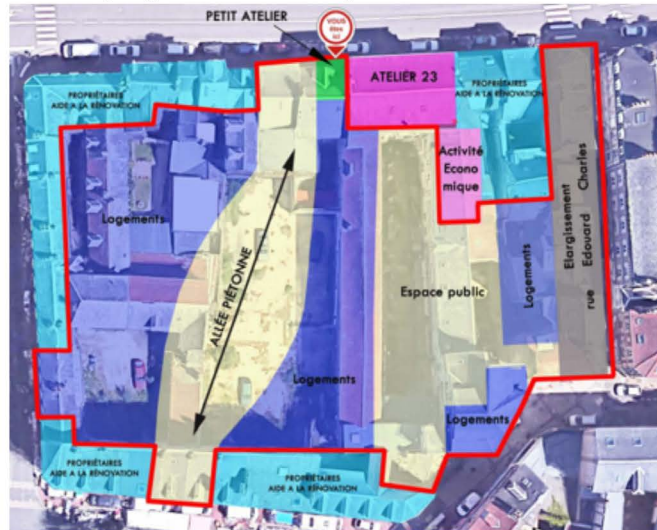 PETIT ATELIER
VOUS
êtes
ici
ATELIER 23
PROPRIÉTAIRES
AIDE A LA RÉNOVATION
PROPRIÉTAIRES
AIDE A LA RÉNOVATION
Activité
Econo
mique
Logements
ALLÉE PIÉTONNE
Espace public
Logements
Elargissement
rue Edouard Charles
Logements
Logements
PROPRIÉTAIRES
AIDE A LA RÉNOVATION
PROPRIÉTAIRES
AIDE A LA RÉNOVATION